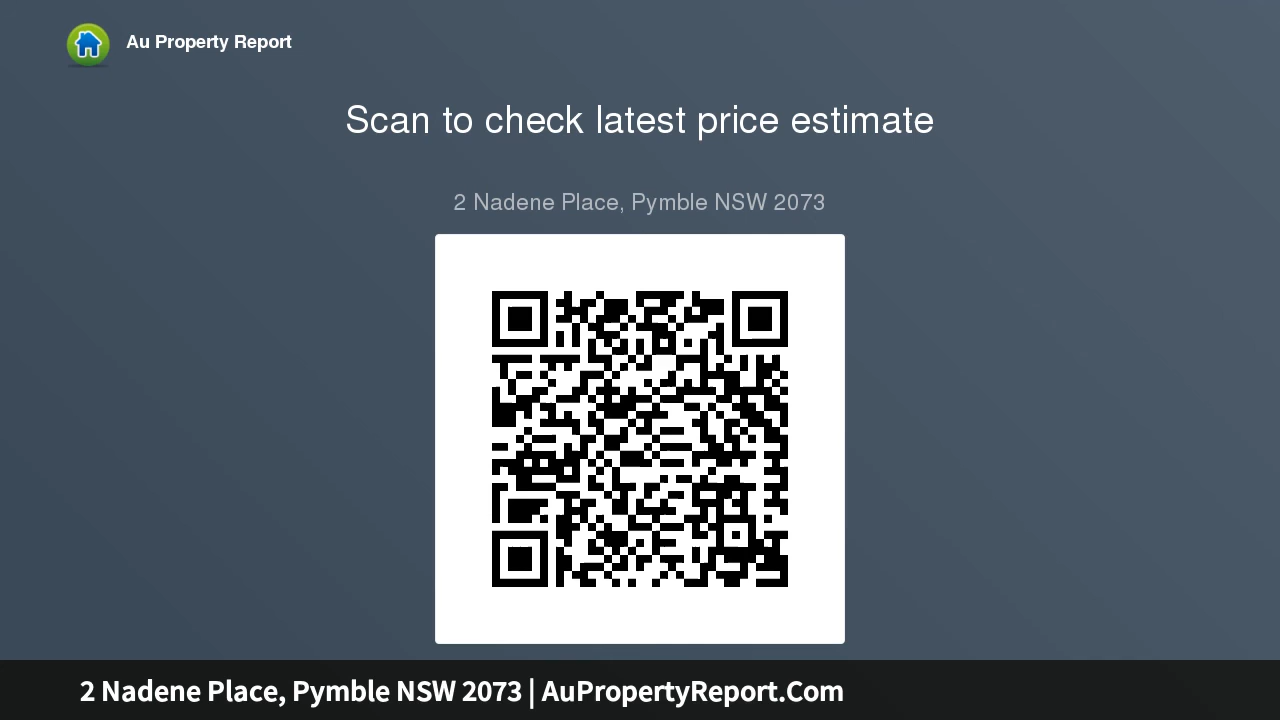 Au Property Report
Scan to check latest price estimate
2 Nadene Place, Pymble NSW 2073
2 Nadene Place, Pymble NSW 2073 | AuPropertyReport.Com